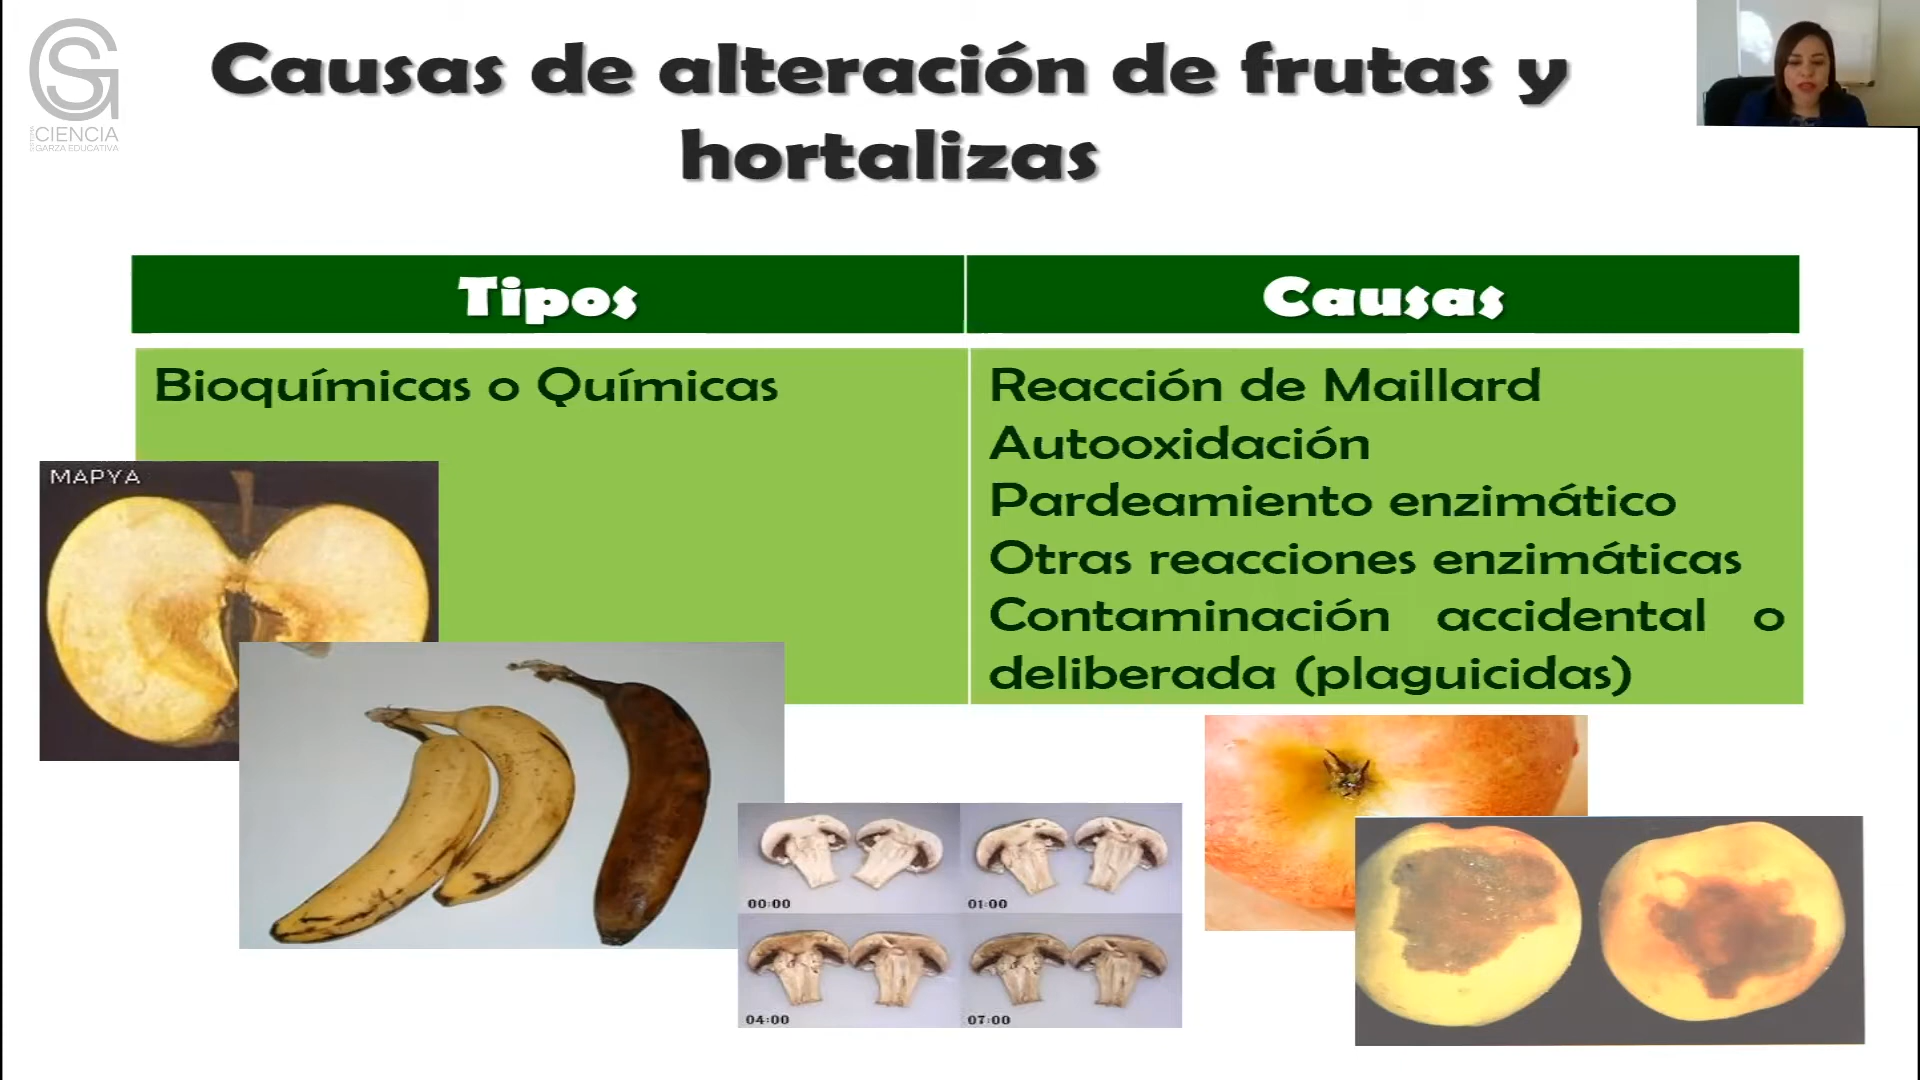 CIENCIA
GARZA EDUCATIVA
Causas de alteración de frutas y
hortalizas
Tipos
Causas
Bioquímicas o Químicas
Reacción de Maillard
Autooxidación
Pardeamiento enzimático
Otras reacciones enzimáticas
Contaminación accidental o
deliberada (plaguicidas)
MAPYA
00:00
01:00
04:00
07:00